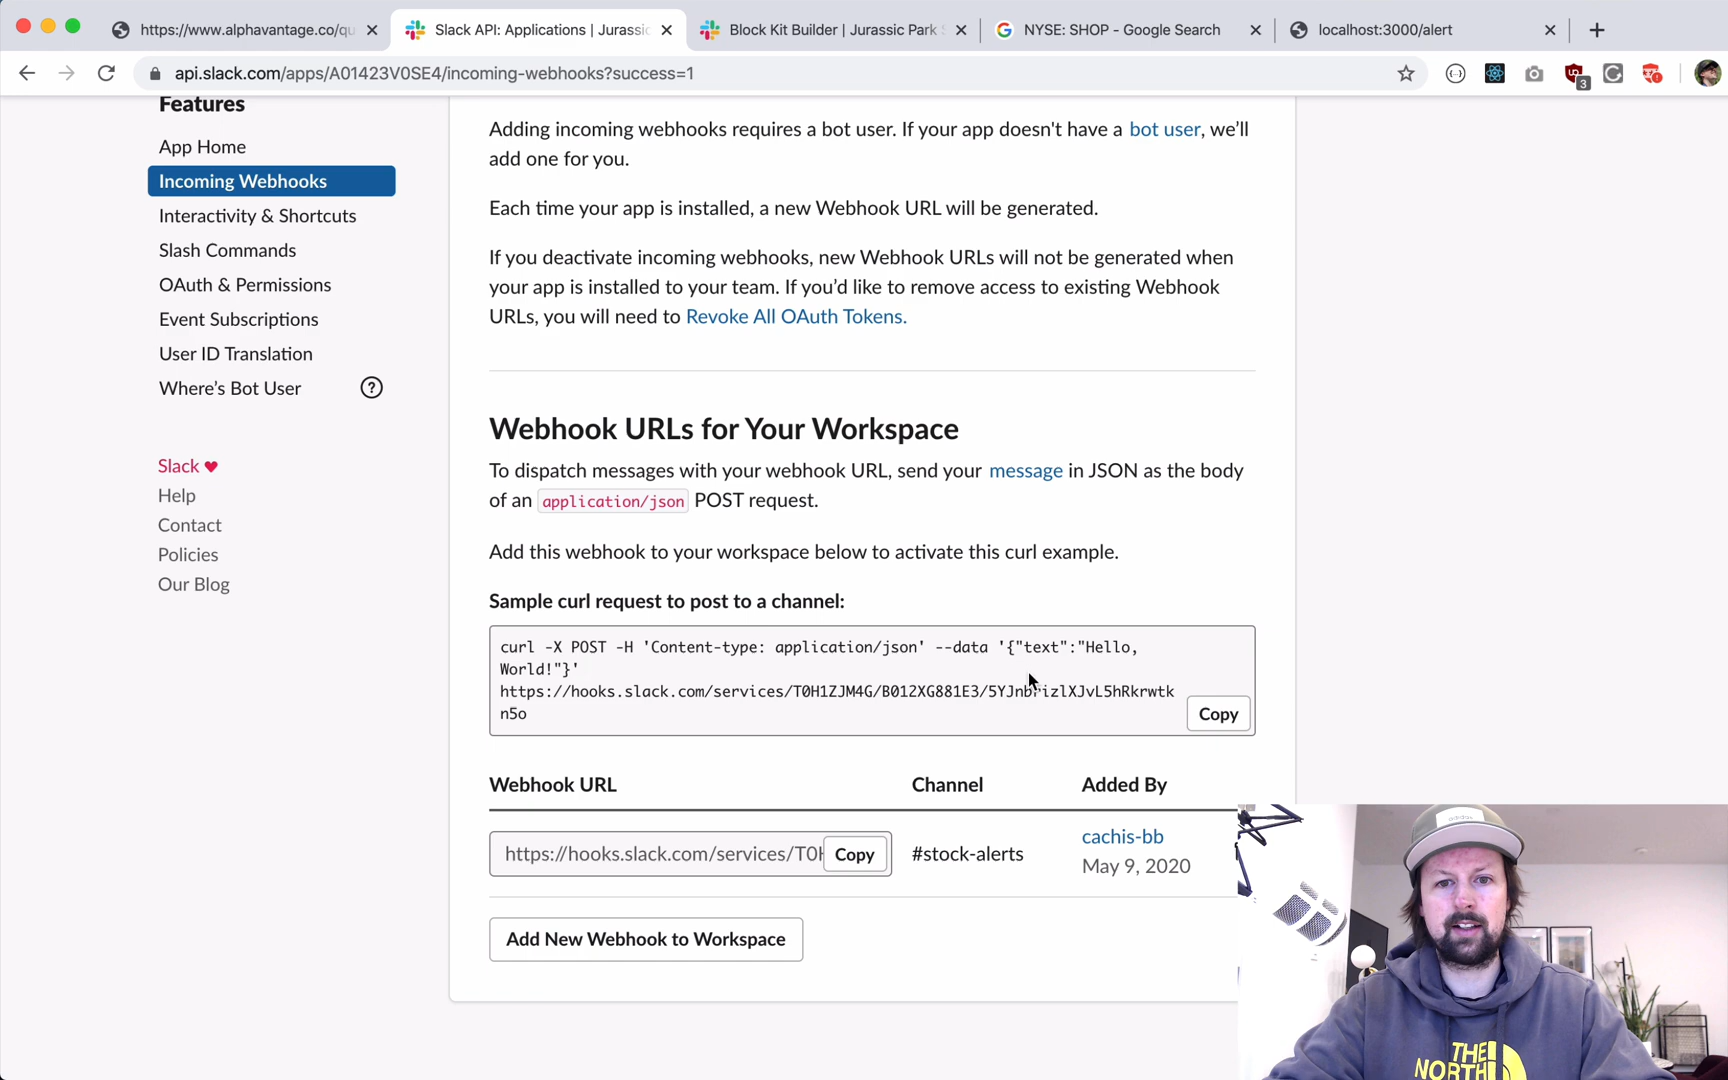 https://www.alphavantage.co/qu
Slack API: Applications | Jurassic
Block Kit Builder | Jurassic Park
NYSE: SHOP - Google Search
localhost:3000/alert
api.slack.com/apps/A01423V0SE4/incoming-webhooks?success=1
3
Features
App Home
Incoming Webhooks
Interactivity & Shortcuts
Slash Commands
OAuth & Permissions
Event Subscriptions
User ID Translation
Where's Bot User
Slack ♥
Help
Contact
Policies
Our Blog
Adding incoming webhooks requires a bot user. If your app doesn't have a bot user, we'll
add one for you.
Each time your app is installed, a new Webhook URL will be generated.
If you deactivate incoming webhooks, new Webhook URLs will not be generated when
your app is installed to your team. If you'd like to remove access to existing Webhook
URLs, you will need to Revoke All OAuth Tokens.
Webhook URLs for Your Workspace
To dispatch messages with your webhook URL, send your message in JSON as the body
of an application/json POST request.
Add this webhook to your workspace below to activate this curl example.
Sample curl request to post to a channel:
curl -X POST -H 'Content-type: application/json' --data '{"text":"Hello,
World!"}'
Copy
Webhook URL Channel Added By
https://hooks.slack.com/services/T0H Copy #stock-alerts cachis-bb
May 9, 2020
Add New Webhook to Workspace
adidas
THE
NORTH